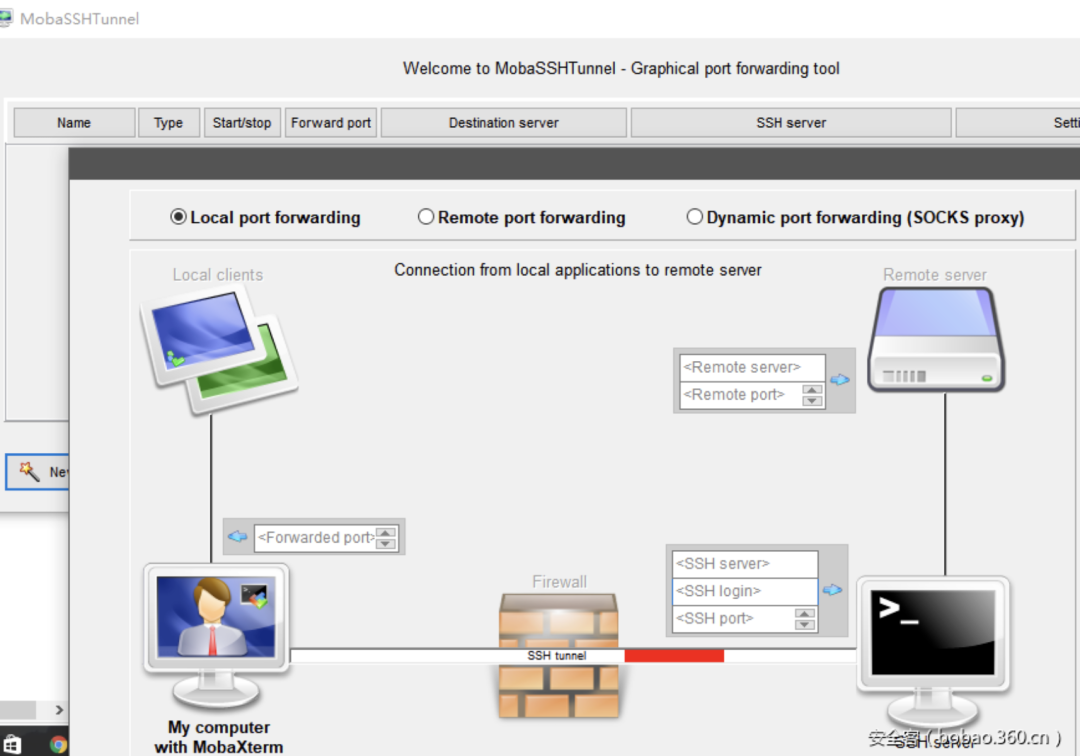 MobaSSHTunnel
Welcome to MobaSSHTunnel - Graphical port forwarding tool
Name Type Start/stop Forward port Destination server SSH server Setti
Local port forwarding Remote port forwarding Dynamic port forwarding (SOCKS proxy)
Connection from local applications to remote server
Local clients Remote server
<Remote server>
<Remote port>
Nev
<Forwarded port>
<SSH server>
<SSH login>
<SSH port>
Firewall
SSH tunnel
>_
My computer
with MobaXterm
SSH server
安全客 ( bobao.360.cn )